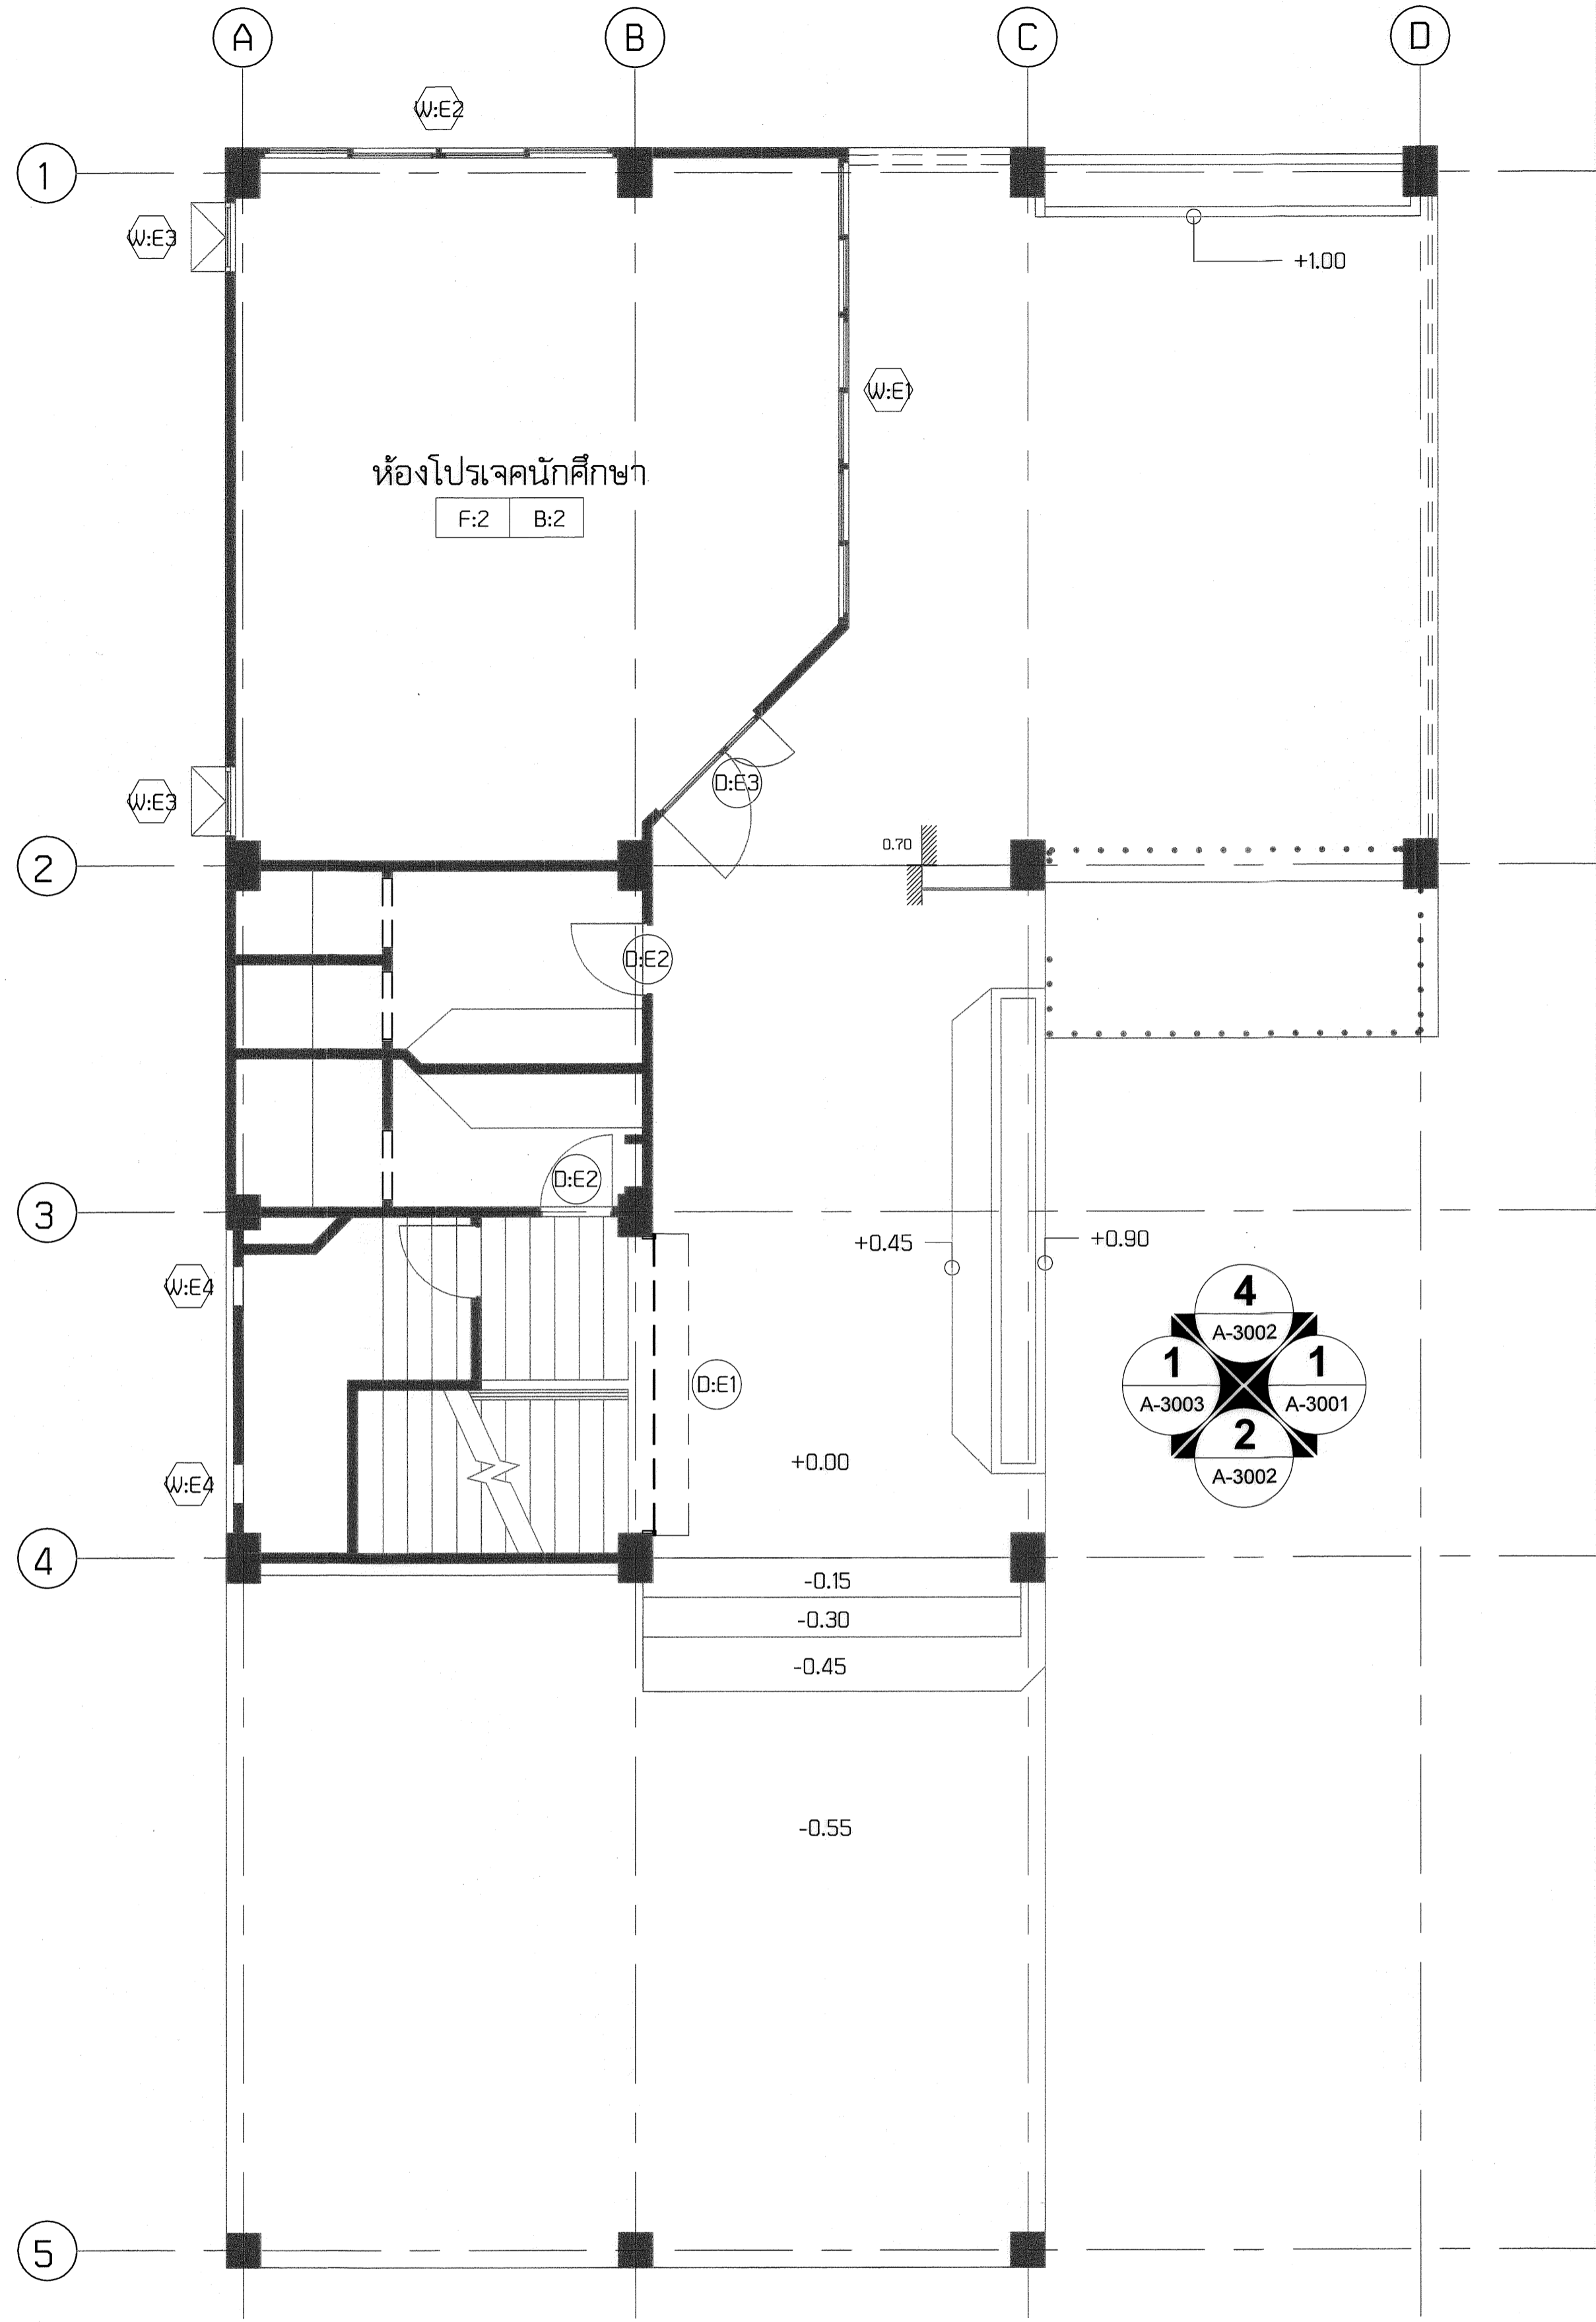 A B C D
W:E2
1
W:E3
+1.00
W:E1
ห้องโปรเจคนักศึกษา
F:2 B:2
D:E3
W:E3
0.70
2
D:E2
D:E2
3
+0.45 +0.90
W:E4
4
A-3002
1
A-3003
1
A-3001
2
A-3002
D:E1
+0.00
W:E4
4
-0.15
-0.30
-0.45
-0.55
5